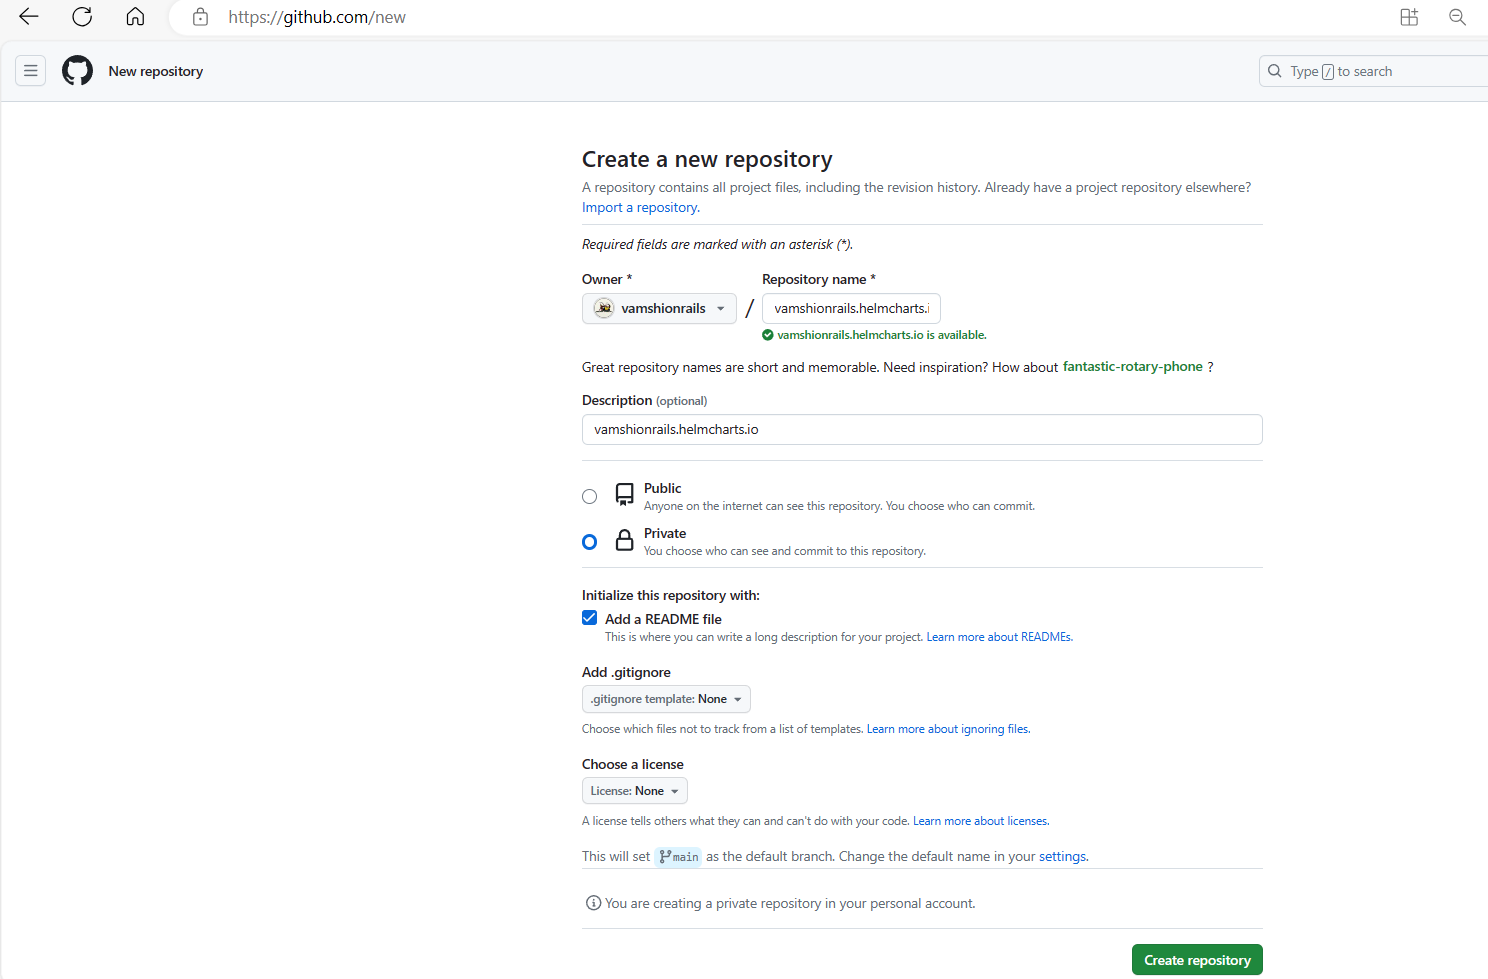 https://github.com/new
New repository
Type / to search
Create a new repository
A repository contains all project files, including the revision history. Already have a project repository elsewhere?
Import a repository.
Required fields are marked with an asterisk (*).
Owner *
Repository name *
vamshionrails / vamshionrails.helmcharts.i
vamshionrails.helmcharts.io is available.
Great repository names are short and memorable. Need inspiration? How about fantastic-rotary-phone ?
Description (optional)
vamshionrails.helmcharts.io
Public
Anyone on the internet can see this repository. You choose who can commit.
Private
You choose who can see and commit to this repository.
Initialize this repository with:
Add a README file
This is where you can write a long description for your project. Learn more about READMEs.
Add .gitignore
.gitignore template: None
Choose which files not to track from a list of templates. Learn more about ignoring files.
Choose a license
License: None
A license tells others what they can and can't do with your code. Learn more about licenses.
This will set main as the default branch. Change the default name in your settings.
You are creating a private repository in your personal account.
Create repository